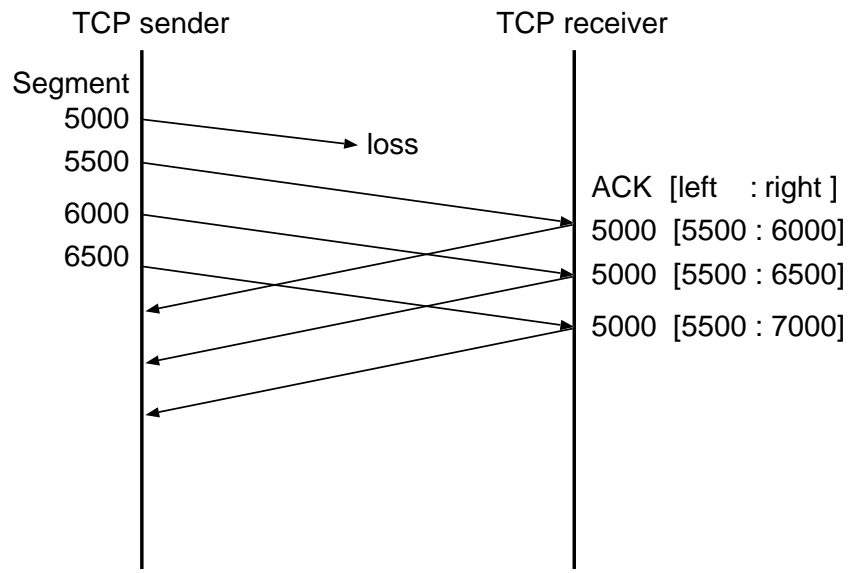 TCP sender
TCP receiver
Segment
5000
loss
5500
6000
6500
ACK [left : right ]
5000 [5500 : 6000]
5000 [5500 : 6500]
5000 [5500 : 7000]